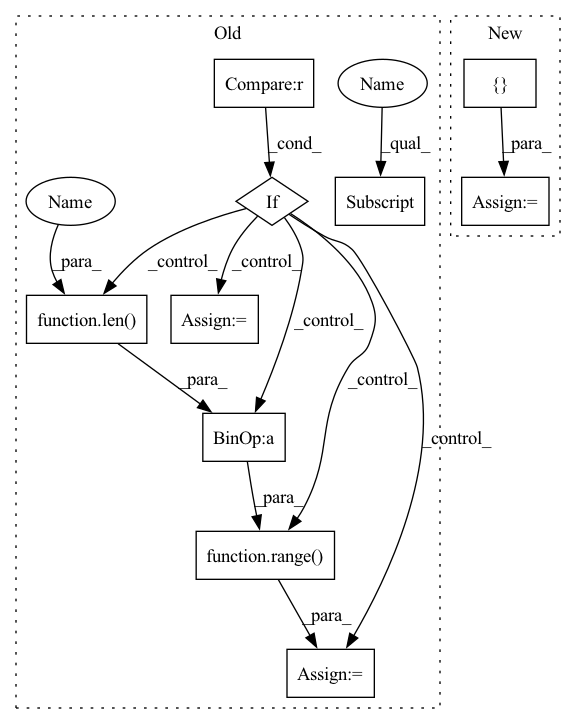 Old
New
Compare:r
Name
{}
_cond_
_qual_
_para_
Name
If
Subscript
Assign:=
_para_
_control_
_control_
function.len()
Assign:=
_control_
_para_
_control_
BinOp:a
_control_
_para_
function.range()
_para_
Assign:=